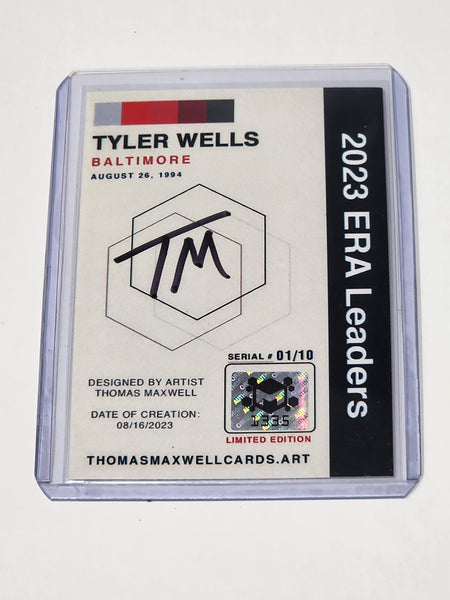 TYLER WELLS
BALTIMORE
AUGUST 26, 1994
2023 ERA Leaders
TM
SERIAL # 01/10
1335
LIMITED EDITION
DESIGNED BY ARTIST
THOMAS MAXWELL
DATE OF CREATION:
08/16/2023
THOMASMAXWELLCARDS.ART